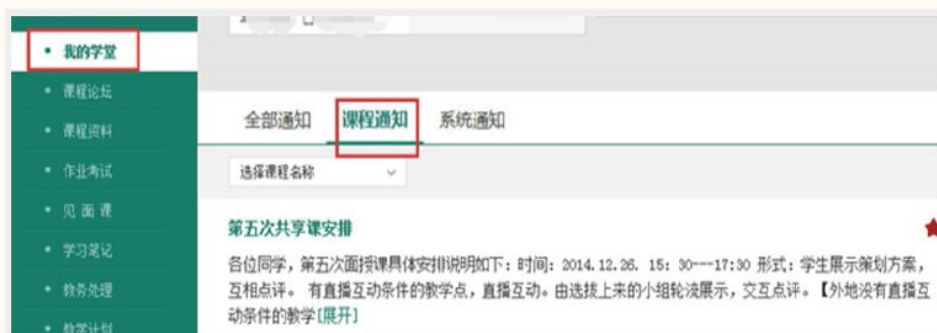 我的学堂
课程论坛
课程资料
作业考试
见面课
学习笔记
教务处理
教学计划
全部通知 课程通知 系统通知
选择课程名称
第五次共享课安排
各位同学，第五次面授课具体安排说明如下：时间：2014.12.26. 15：30---17:30 形式：学生展示策划方案，
互相点评。 有直播互动条件的教学点，直播互动。由选拔上来的小组轮流展示，交互点评。【外地没有直播互
动条件的教学[展开]